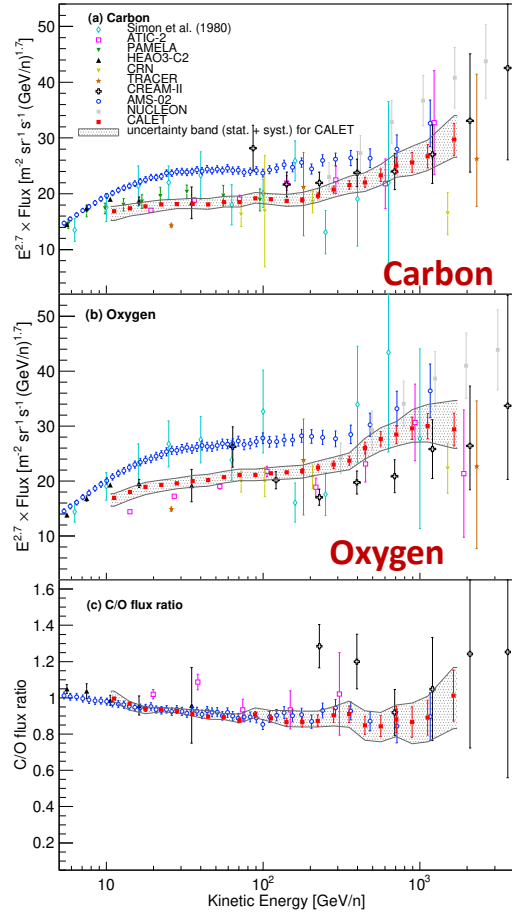 (a) Carbon
Simon et al. (1980)
ATIC-2
PAMELA
HEAO3-C2
CRN
TRACER
CREAM-II
AMS-02
NUCLEON
CALET
uncertainty band (stat. + syst.) for CALET
50
40
30
20
10
E^2.7 × Flux [m^-2 sr^-1 s^-1 (GeV/n)^1.7]
Carbon
(b) Oxygen
50
40
30
20
10
E^2.7 × Flux [m^-2 sr^-1 s^-1 (GeV/n)^1.7]
Oxygen
(c) C/O flux ratio
1.6
1.4
1.2
1
0.8
0.6
0.4
0.2
C/O flux ratio
5 10 10^2 10^3
Kinetic Energy [GeV/n]